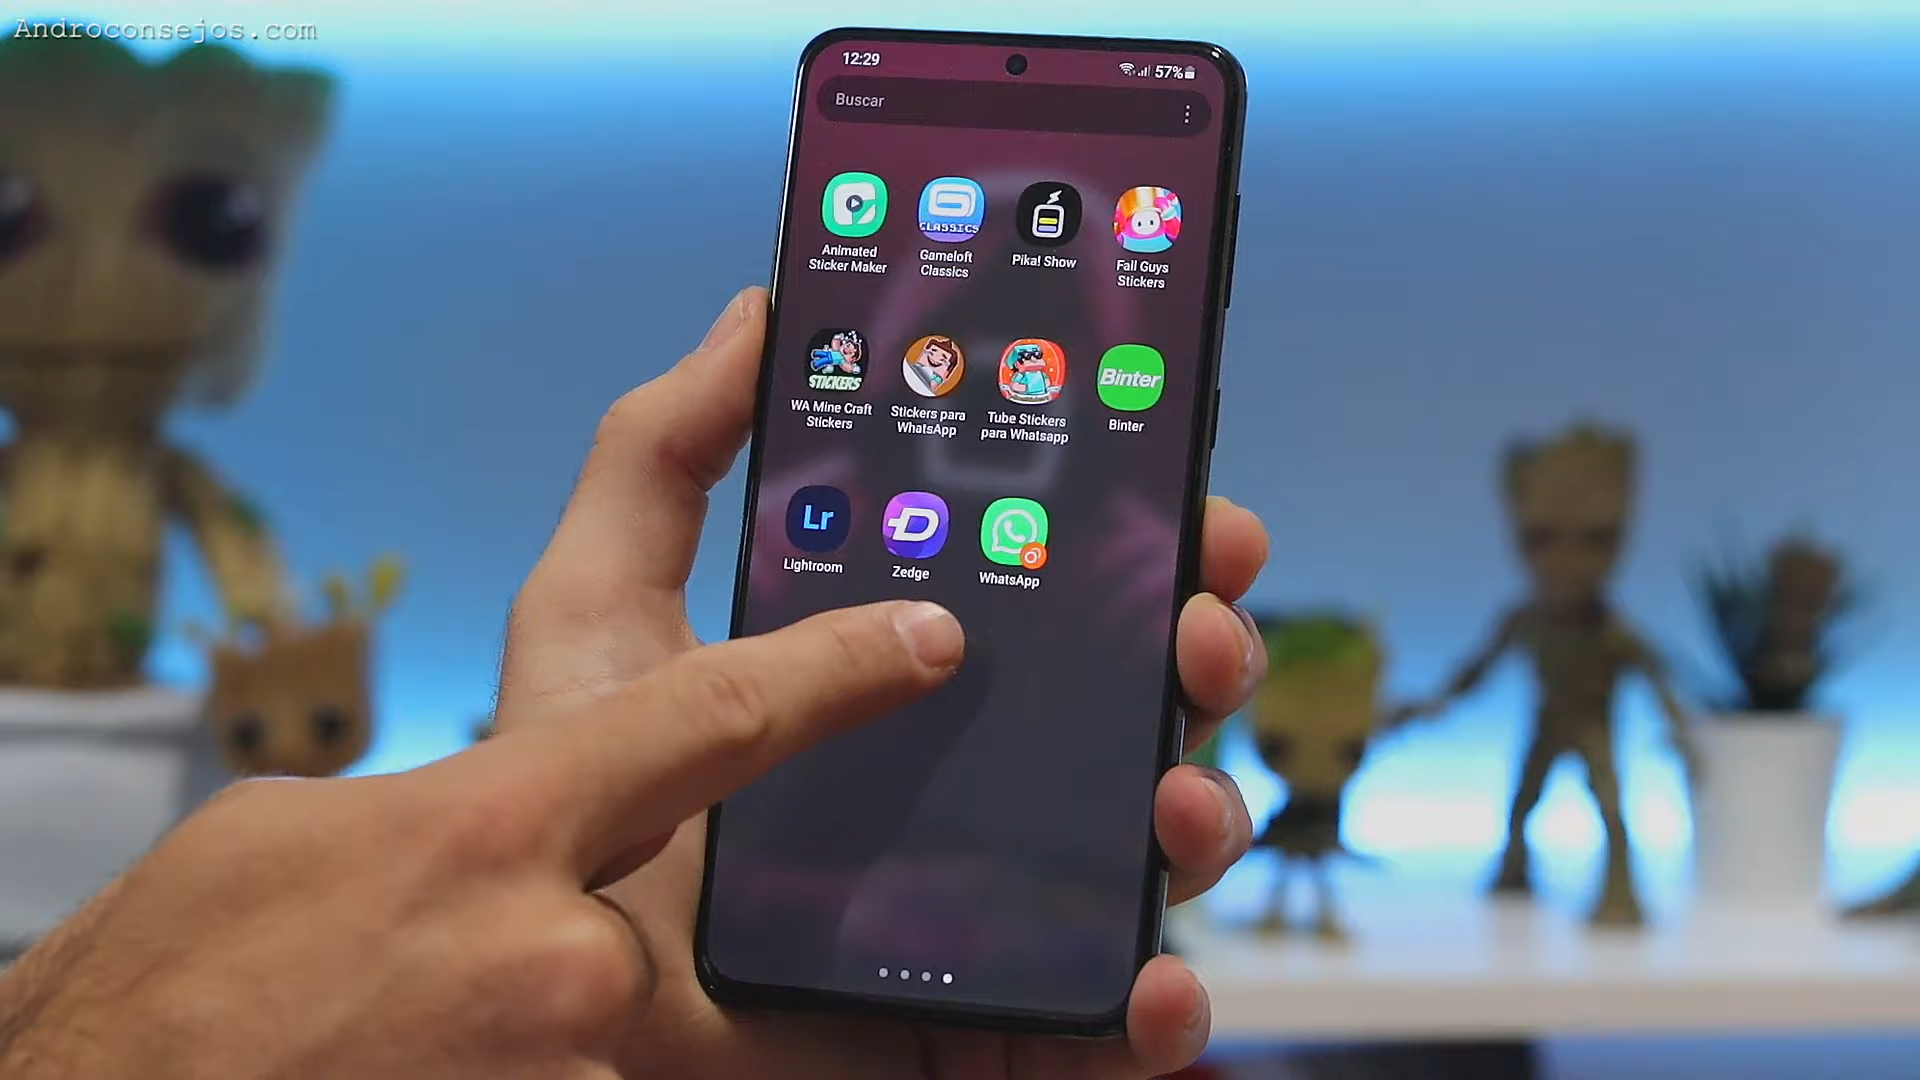 Androconsejos.com
12:29
57%
Buscar
Animated
Sticker Maker
CLASSICS
Gameloft
Classics
Pika! Show
Fall Guys
Stickers
STICKERS
WA Mine Craft
Stickers
Stickers para
WhatsApp
Tube Stickers
para Whatsapp
Binter
Binter
Lr
Lightroom
D
Zedge
WhatsApp